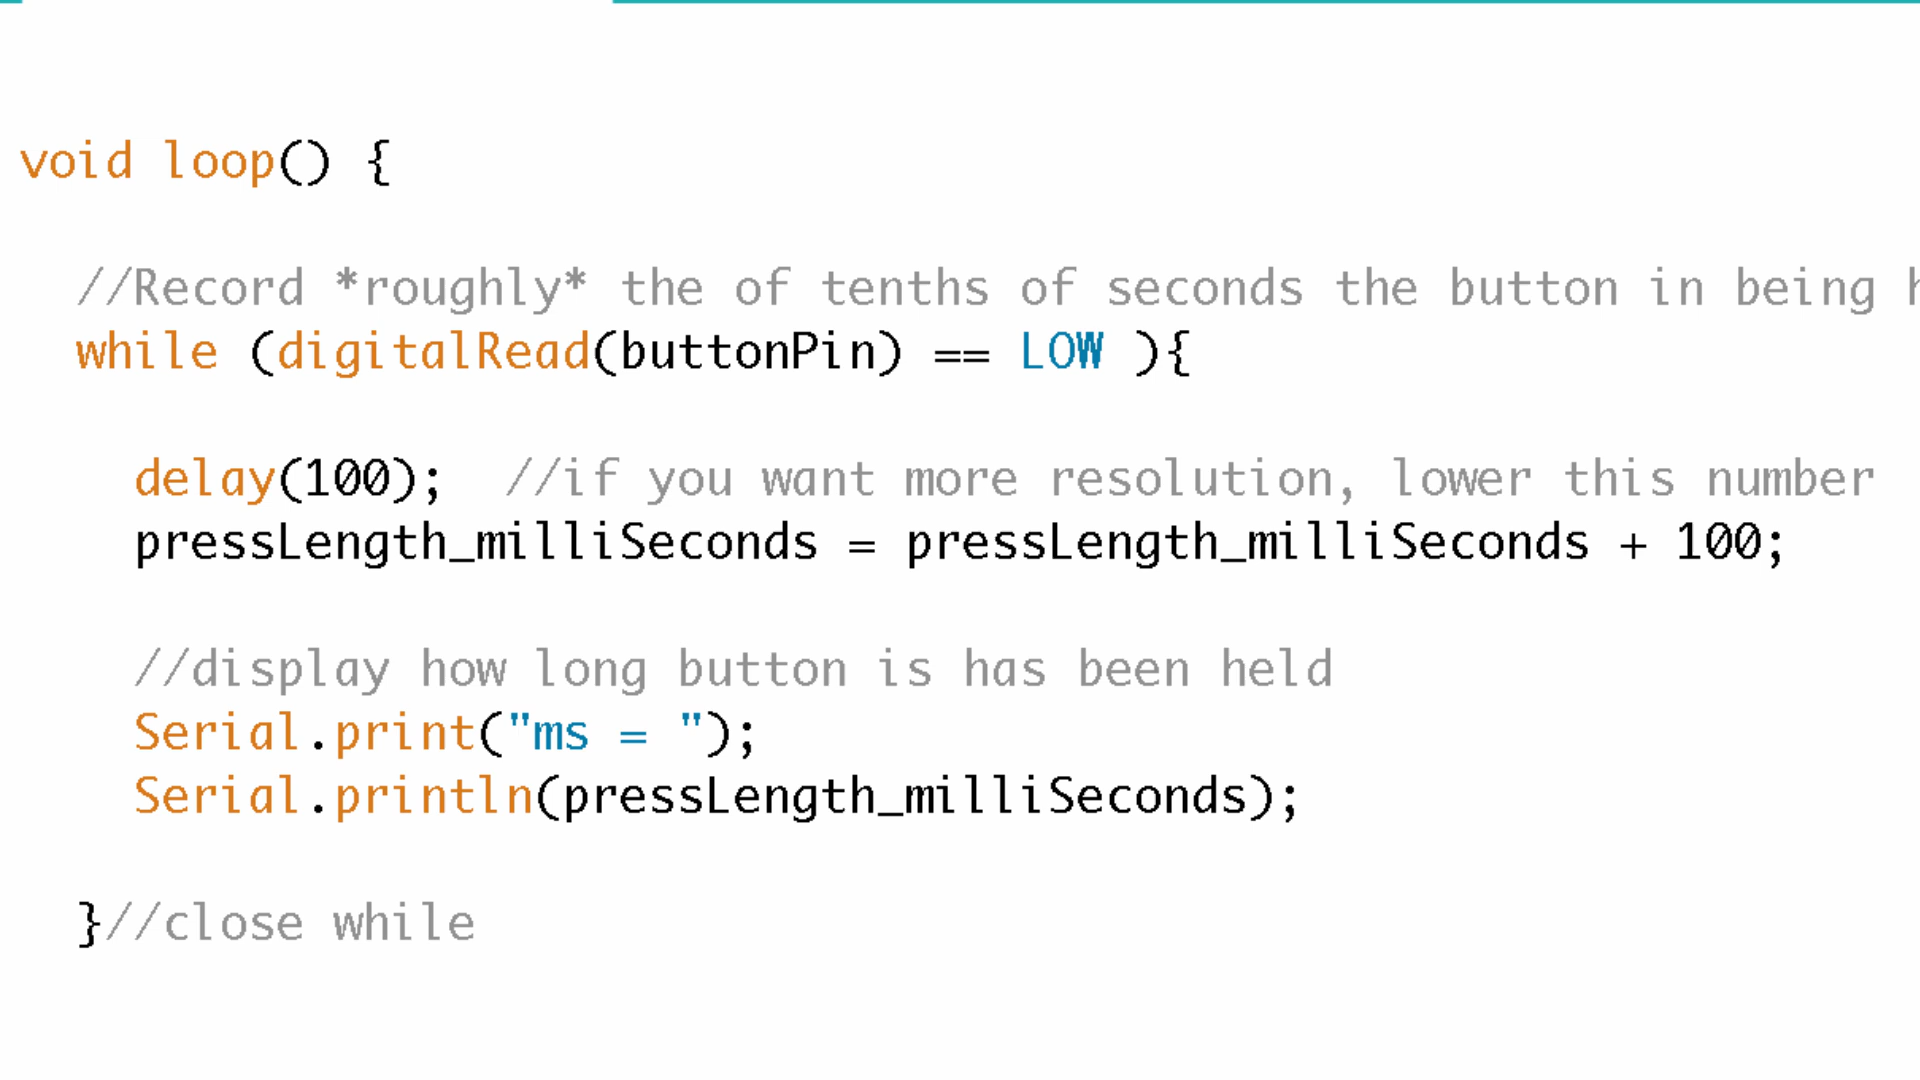 void loop() {
//Record *roughly* the of tenths of seconds the button in being
while (digitalRead(buttonPin) == LOW ){
delay(100);  //if you want more resolution, lower this number
pressLength_milliSeconds = pressLength_milliSeconds + 100;
//display how long button is has been held
Serial.print("ms = ");
Serial.println(pressLength_milliSeconds);
}//close while